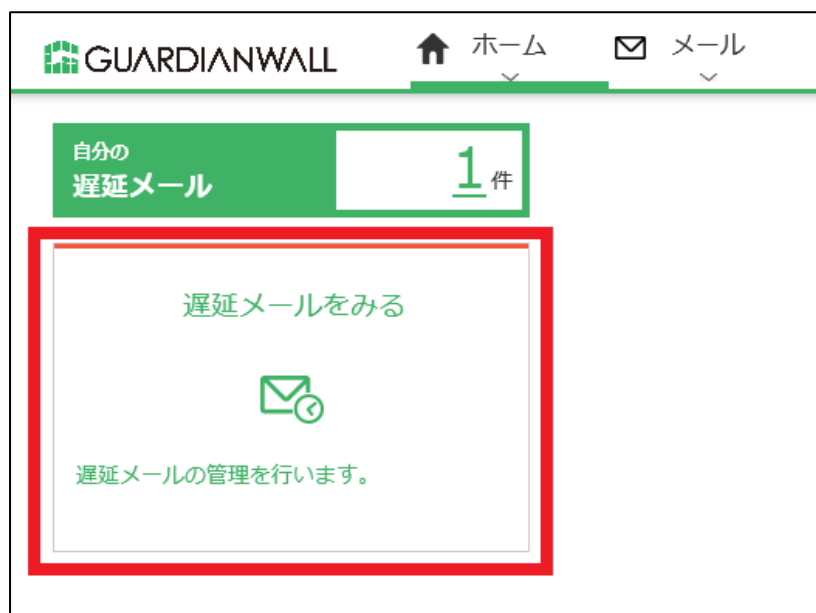 GUARDIANWALL
ホーム
メール
自分の
遅延メール
1件
遅延メールをみる
遅延メールの管理を行います。